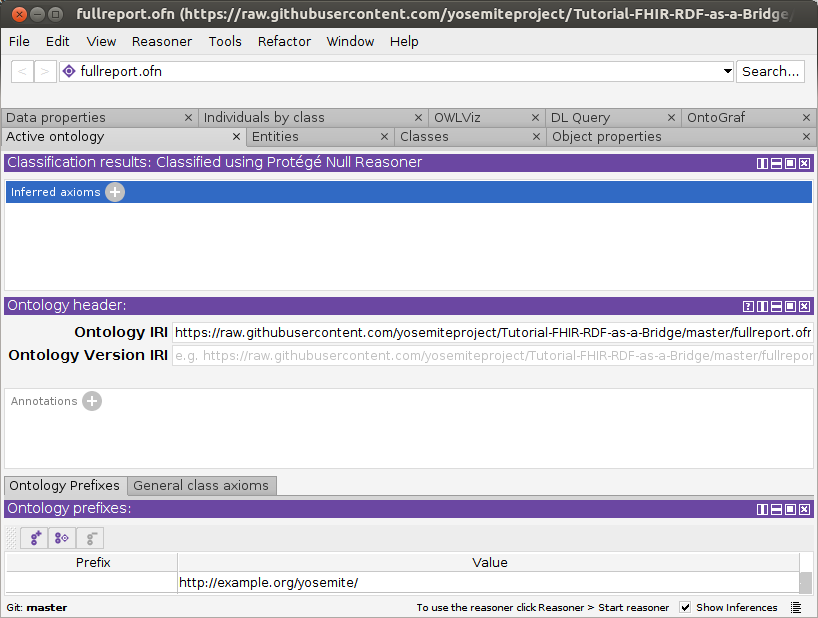 fullreport.ofn (https://raw.githubusercontent.com/yosemiteproject/Tutorial-FHIR-RDF-as-a-Bridge/
File Edit View Reasoner Tools Refactor Window Help
< > fullreport.ofn Search...
Data properties × Individuals by class × OWLViz × DL Query × OntoGraf ×
Active ontology × Entities × Classes × Object properties ×
Classification results: Classified using Protégé Null Reasoner
Inferred axioms
Ontology header:
Ontology IRI https://raw.githubusercontent.com/yosemiteproject/Tutorial-FHIR-RDF-as-a-Bridge/master/fullreport.ofn
Ontology Version IRI e.g. https://raw.githubusercontent.com/yosemiteproject/Tutorial-FHIR-RDF-as-a-Bridge/master/fullrepor
Annotations
Ontology Prefixes General class axioms
Ontology prefixes:
Prefix Value
http://example.org/yosemite/
Git: master To use the reasoner click Reasoner > Start reasoner Show Inferences